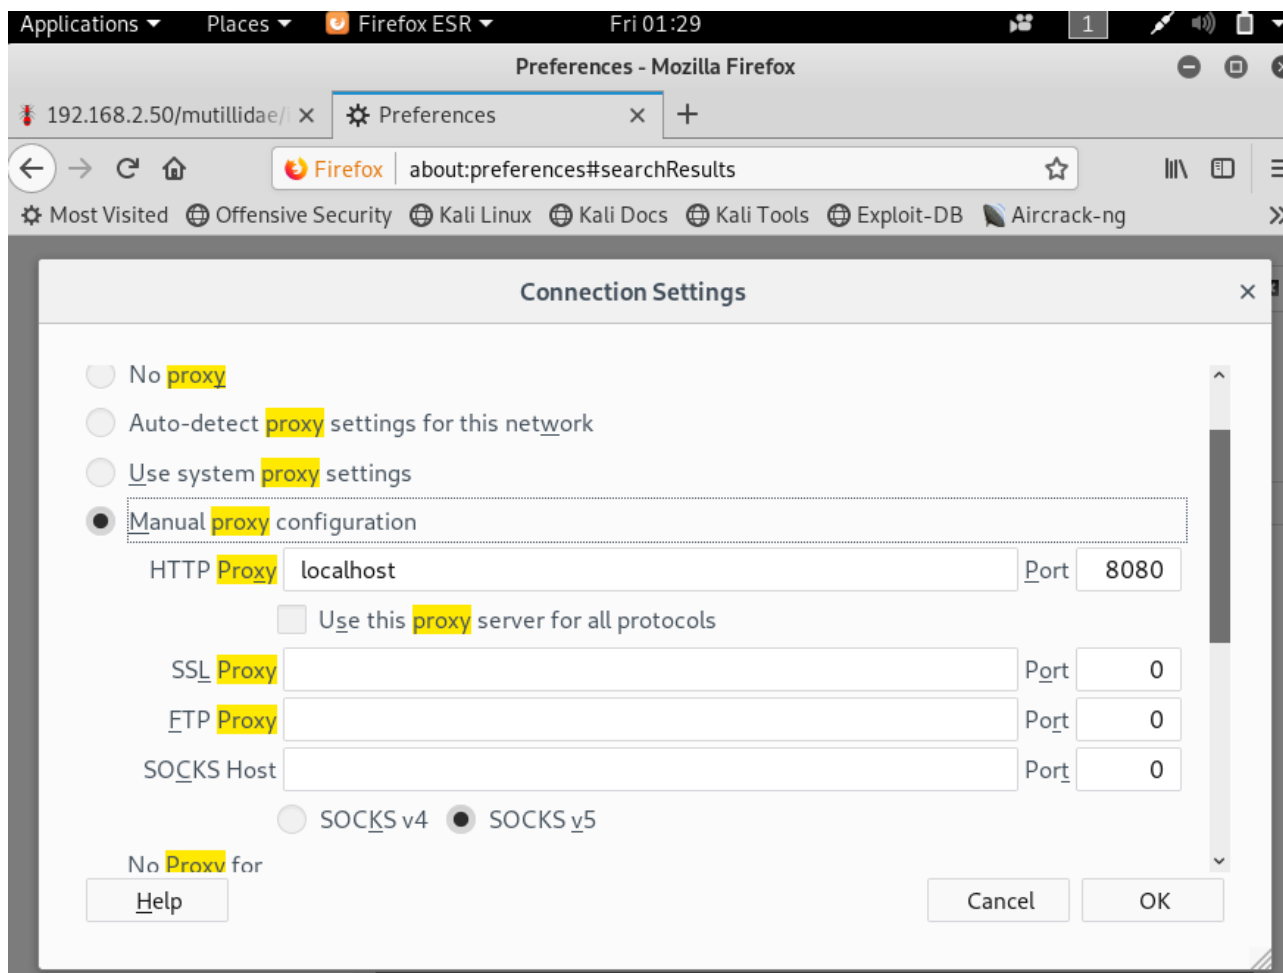 Applications Places Firefox ESR Fri 01:29 1
Preferences - Mozilla Firefox
192.168.2.50/mutillidae/ Preferences
Firefox about:preferences#searchResults
Most Visited Offensive Security Kali Linux Kali Docs Kali Tools Exploit-DB Aircrack-ng
Connection Settings
No proxy
Auto-detect proxy settings for this network
Use system proxy settings
Manual proxy configuration
HTTP Proxy localhost Port 8080
Use this proxy server for all protocols
SSL Proxy Port 0
FTP Proxy Port 0
SOCKS Host Port 0
SOCKS v4 SOCKS v5
No Proxy for
Help Cancel OK